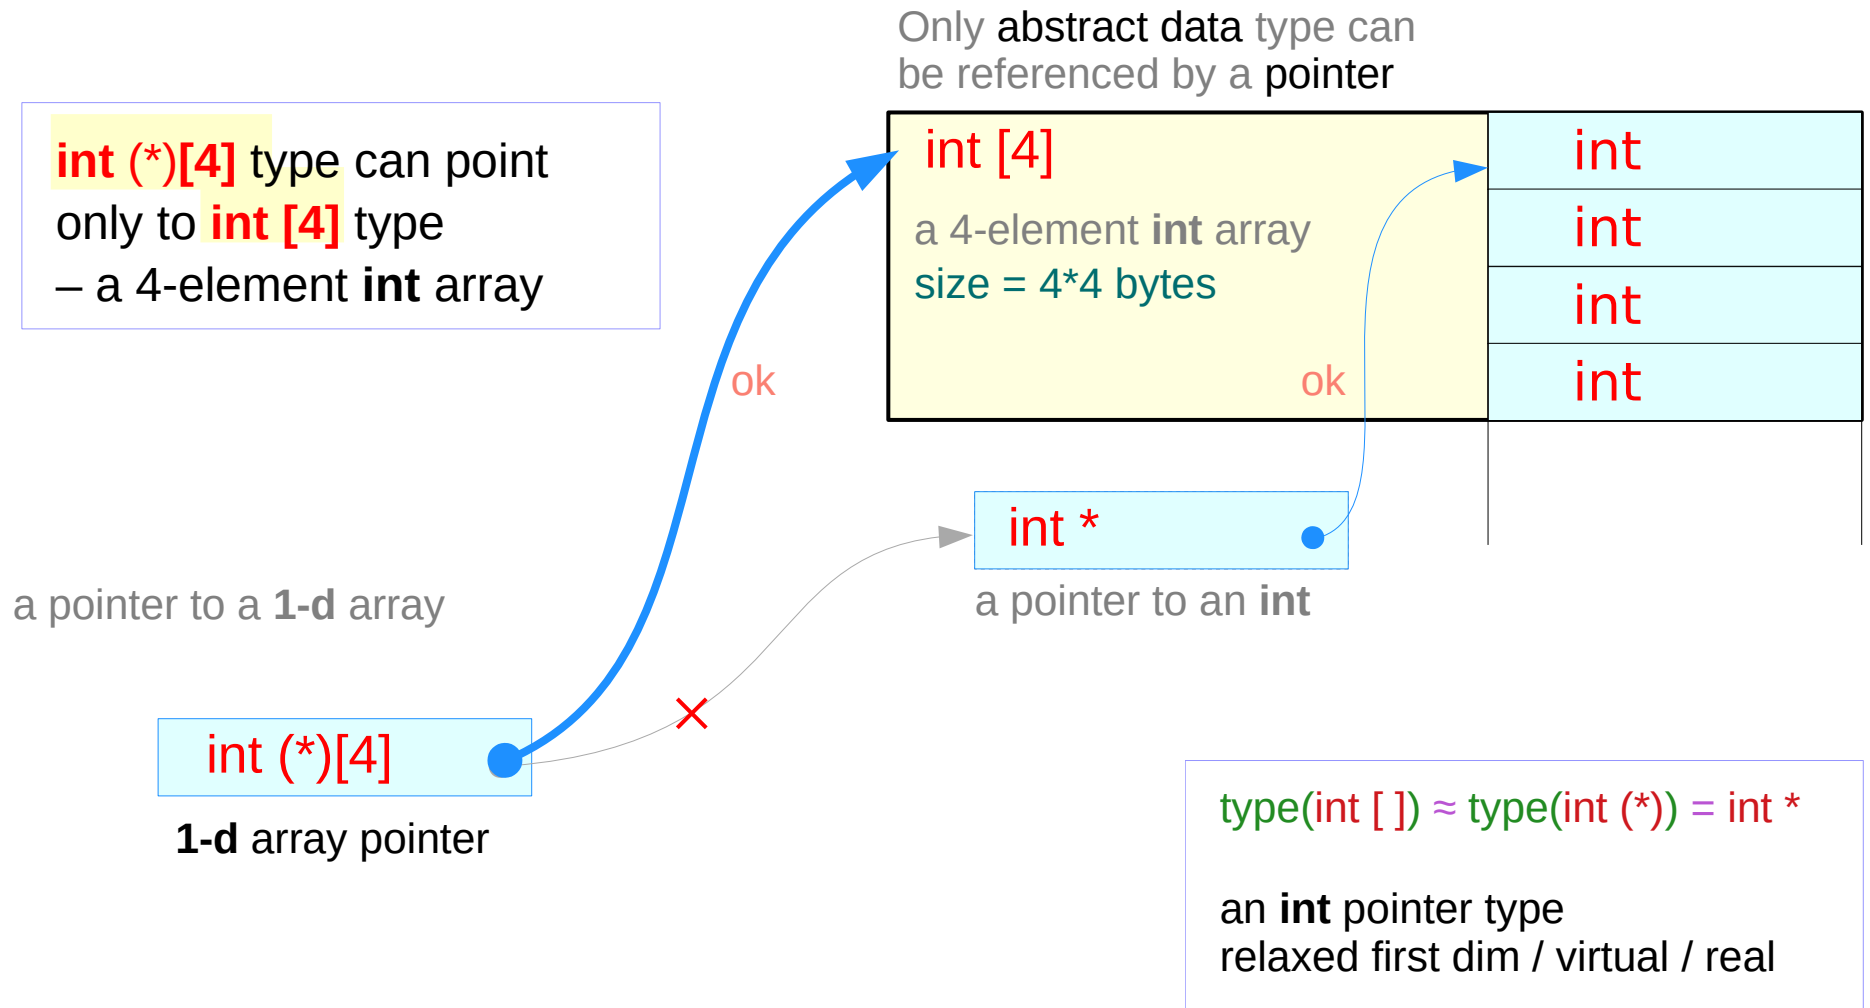 Only abstract data type can
be referenced by a pointer
int (*)[4] type can point
only to int [4] type
– a 4-element int array
int [4]
a 4-element int array
size = 4*4 bytes
ok
ok
int
int
int
int
int *
a pointer to an int
a pointer to a 1-d array
int (*)[4]
1-d array pointer
type(int [ ]) ≈ type(int (*)) = int *
an int pointer type
relaxed first dim / virtual / real